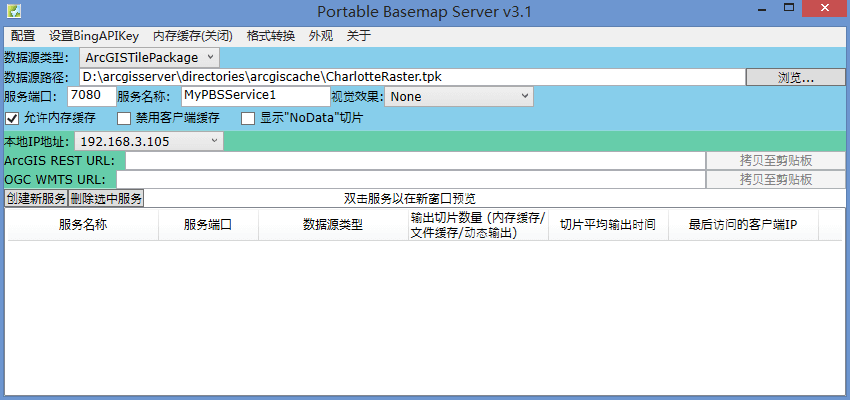 Portable Basemap Server v3.1
配置 设置BingAPIKey 内存缓存(关闭) 格式转换 外观 关于
数据源类型: ArcGISTilePackage
数据源路径: D:\arcgisserver\directories\arcgiscache\CharlotteRaster.tpk 浏览...
服务端口: 7080 服务名称: MyPBSService1 视觉效果: None
允许内存缓存 禁用客户端缓存 显示"NoData"切片
本地IP地址: 192.168.3.105
ArcGIS REST URL: 拷贝至剪贴板
OGC WMTS URL: 拷贝至剪贴板
创建新服务 删除选中服务 双击服务以在新窗口预览
服务名称 服务端口 数据源类型 输出切片数量 (内存缓存/ 切片平均输出时间 最后访问的客户端IP
文件缓存/动态输出)